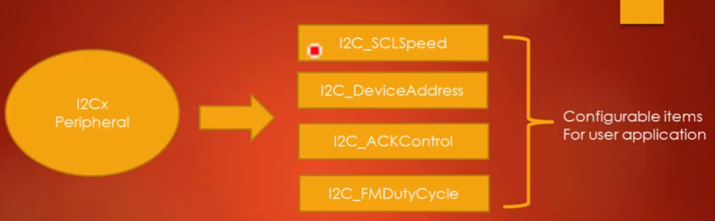 I2Cx
Peripheral
I2C_SCLSpeed
I2C_DeviceAddress
I2C_ACKControl
I2C_FMDutyCycle
Configurable items
For user application